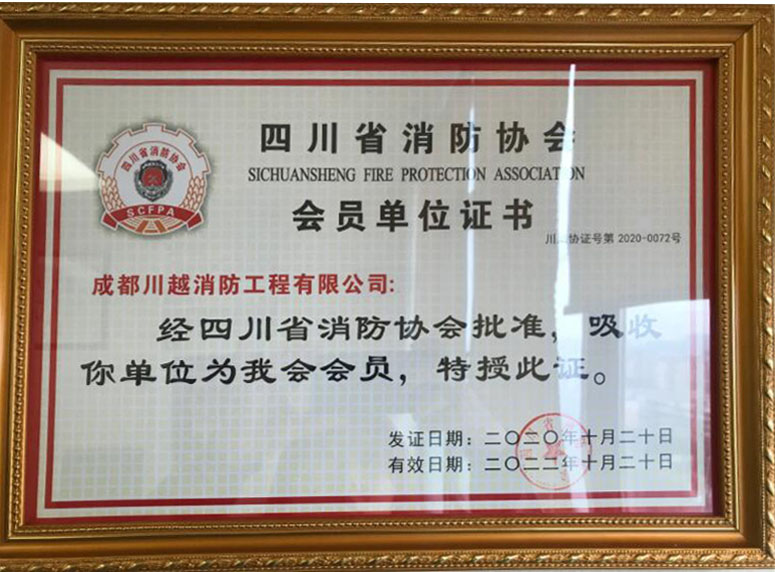 四川省消防协会
SCFPA
四川省消防协会
SICHUANSHENG FIRE PROTECTION ASSOCIATION
会员单位证书
川 协证号第 2020-0072号
成都川越消防工程有限公司:
经四川省消防协会批准，吸收
你单位为我会会员，特授此证。
发证日期：二〇二〇年十月二十日
有效日期：二〇二二年十月二十日